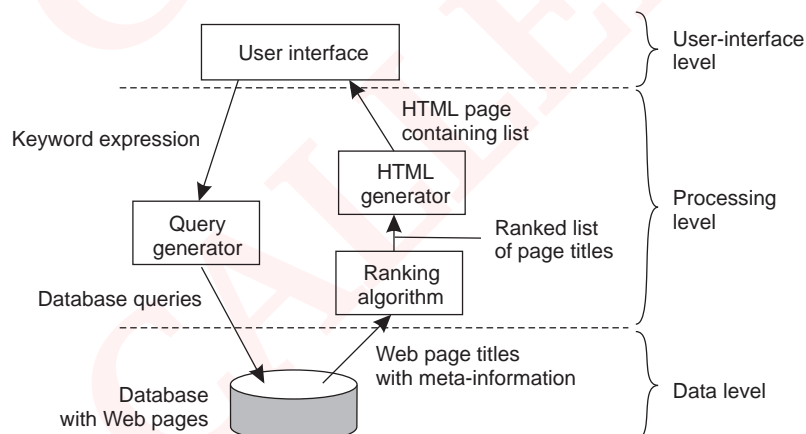 User interface
User-interface
level
Keyword expression
HTML page
containing list
HTML
generator
Processing
level
Query
generator
Ranked list
of page titles
Ranking
algorithm
Database queries
Web page titles
with meta-information
Database
with Web pages
Data level